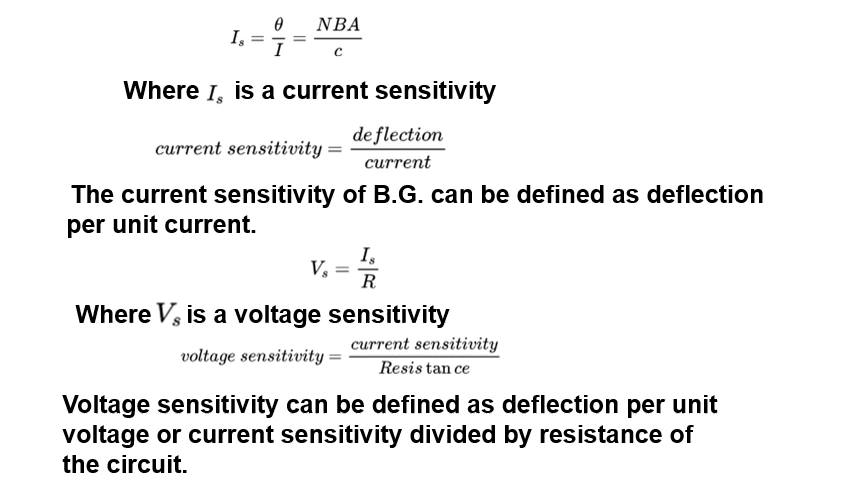 I_s = θ/I = NBA/c
Where I_s is a current sensitivity
current sensitivity = deflection/current
The current sensitivity of B.G. can be defined as deflection
per unit current.
V_s = I_s/R
Where V_s is a voltage sensitivity
voltage sensitivity = current sensitivity/Resis tan ce
Voltage sensitivity can be defined as deflection per unit
voltage or current sensitivity divided by resistance of
the circuit.